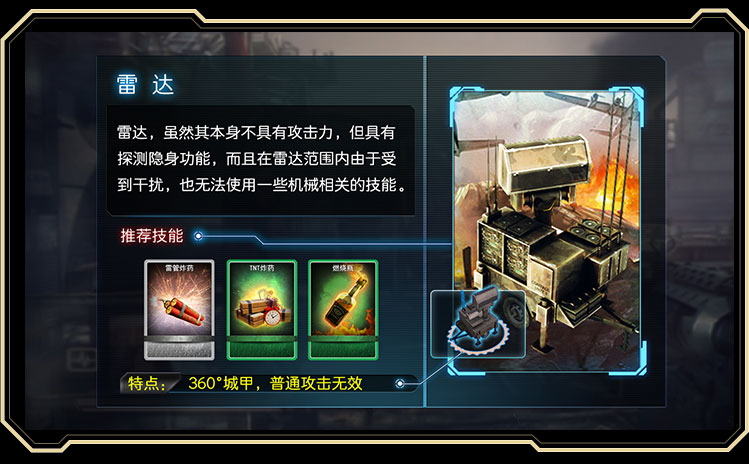 雷 达
雷达，虽然其本身不具有攻击力，但具有
探测隐身功能，而且在雷达范围内由于受
到干扰，也无法使用一些机械相关的技能。
推荐技能
雷管炸药
TNT炸药
燃烧瓶
特点： 360°城甲，普通攻击无效